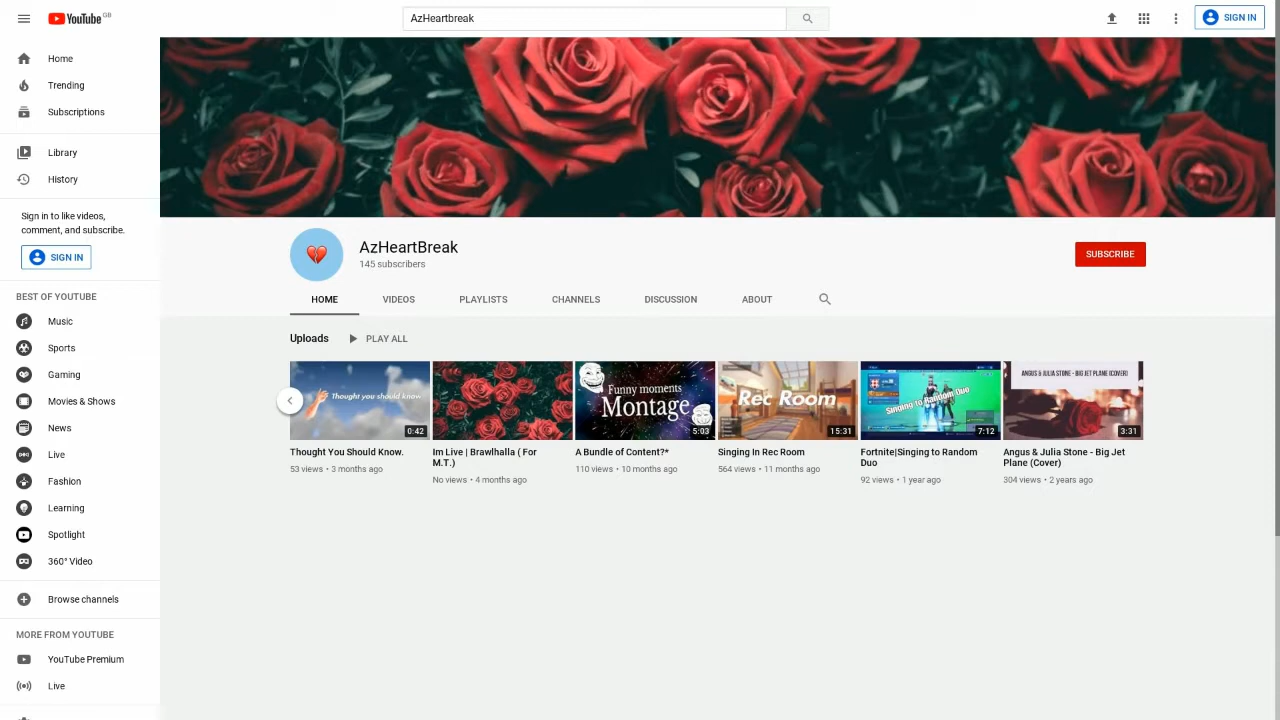 YouTube GB
AzHeartbreak
SIGN IN
Home
Trending
Subscriptions
Library
History
Sign in to like videos,
comment, and subscribe.
SIGN IN
BEST OF YOUTUBE
Music
Sports
Gaming
Movies & Shows
News
Live
Fashion
Learning
Spotlight
360° Video
Browse channels
MORE FROM YOUTUBE
YouTube Premium
Live
AzHeartBreak
145 subscribers
SUBSCRIBE
HOME VIDEOS PLAYLISTS CHANNELS DISCUSSION ABOUT
Uploads PLAY ALL
Thought you should know.
0:42
Thought You Should Know.
53 views • 3 months ago
Im Live | Brawlhalla ( For
M.T.)
No views • 4 months ago
Funny moments
Montage
5:03
A Bundle of Content?*
110 views • 10 months ago
Rec Room
15:31
Singing In Rec Room
564 views • 11 months ago
Singing to Random Duo
7:12
Fortnite|Singing to Random
Duo
92 views • 1 year ago
ANGUS & JULIA STONE - BIG JET PLANE (COVER)
3:31
Angus & Julia Stone - Big Jet
Plane (Cover)
304 views • 2 years ago